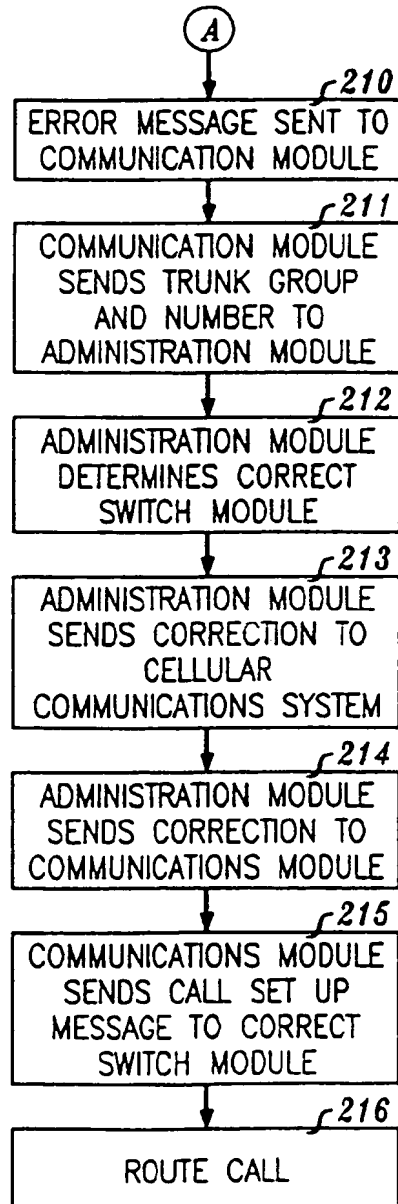 A
210
ERROR MESSAGE SENT TO
COMMUNICATION MODULE
211
COMMUNICATION MODULE
SENDS TRUNK GROUP
AND NUMBER TO
ADMINISTRATION MODULE
212
ADMINISTRATION MODULE
DETERMINES CORRECT
SWITCH MODULE
213
ADMINISTRATION MODULE
SENDS CORRECTION TO
CELLULAR
COMMUNICATIONS SYSTEM
214
ADMINISTRATION MODULE
SENDS CORRECTION TO
COMMUNICATIONS MODULE
215
COMMUNICATIONS MODULE
SENDS CALL SET UP
MESSAGE TO CORRECT
SWITCH MODULE
216
ROUTE CALL